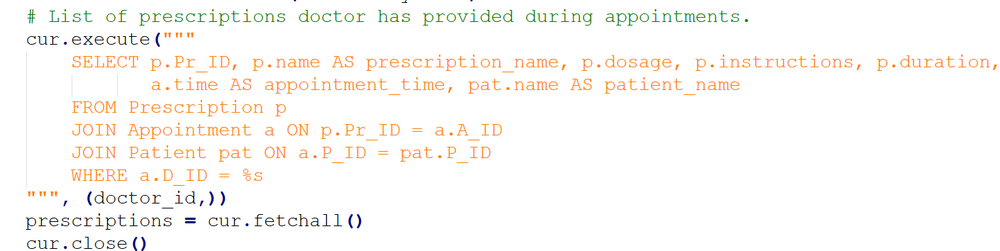 # List of prescriptions doctor has provided during appointments.
cur.execute("""
SELECT p.Pr_ID, p.name AS prescription_name, p.dosage, p.instructions, p.duration,
a.time AS appointment_time, pat.name AS patient_name
FROM Prescription p
JOIN Appointment a ON p.Pr_ID = a.A_ID
JOIN Patient pat ON a.P_ID = pat.P_ID
WHERE a.D_ID = %s
""", (doctor_id,))
prescriptions = cur.fetchall()
cur.close()